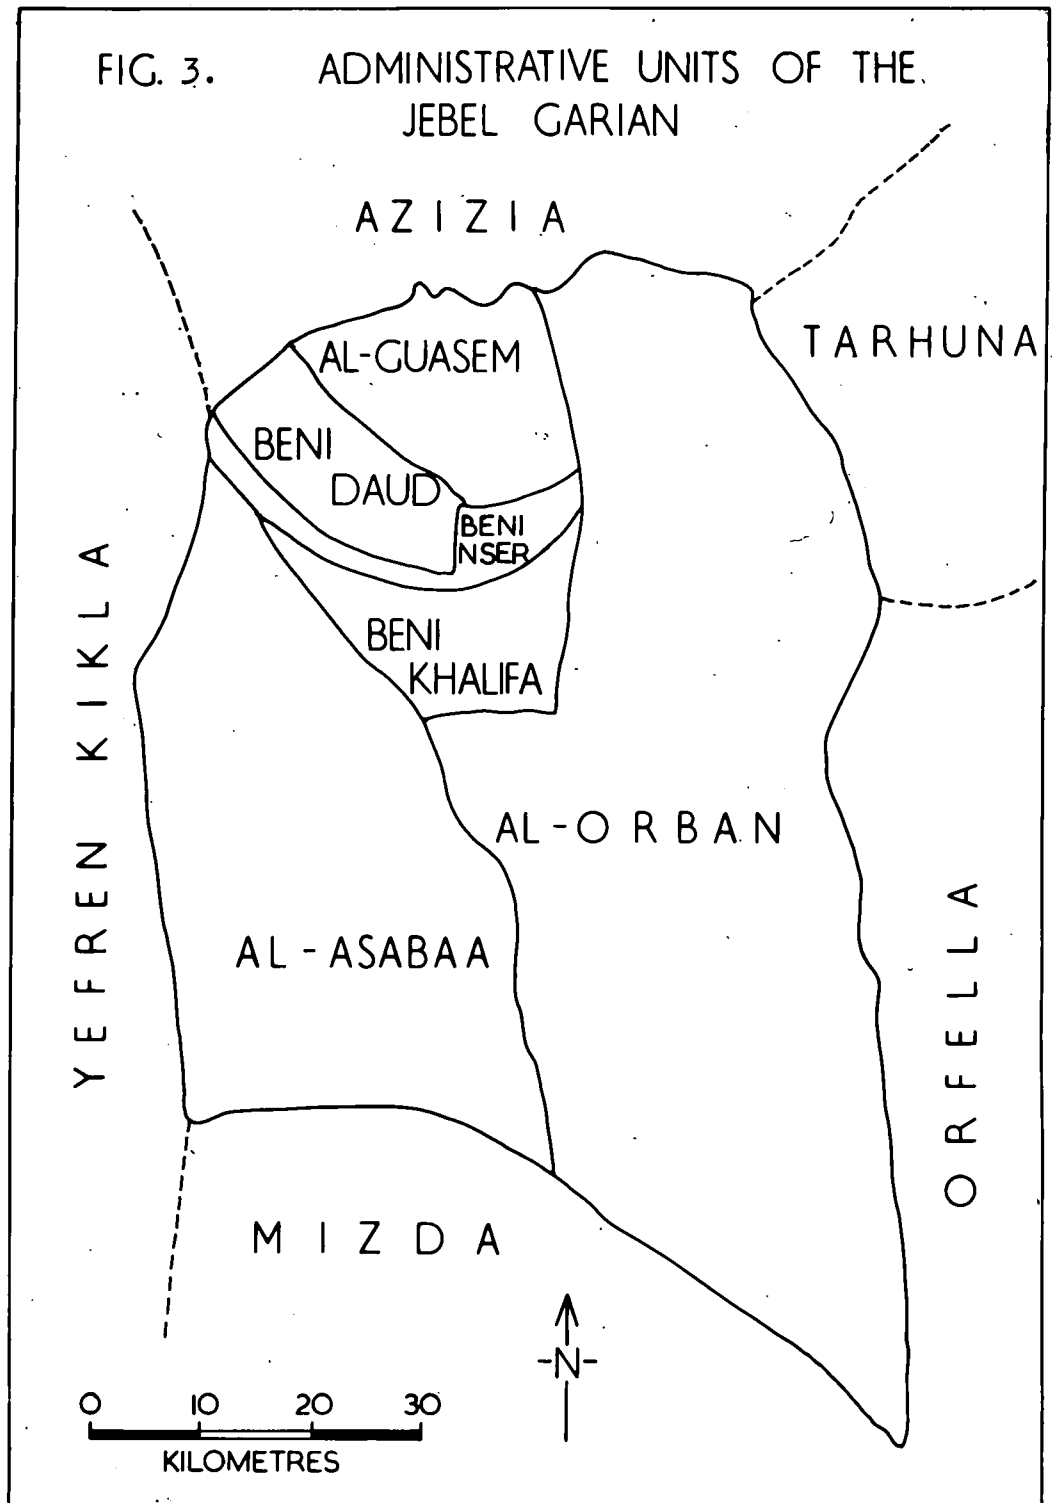 FIG. 3. ADMINISTRATIVE UNITS OF THE
JEBEL GARIAN
AZIZIA
TARHUNA
AL-GUASEM
BENI
DAUD
BENI
NSER
BENI
KHALIFA
YEFREN KIKLA
AL-ORBAN
AL-ASABAA
ORFELLA
MIZDA
-N-
0 10 20 30
KILOMETRES